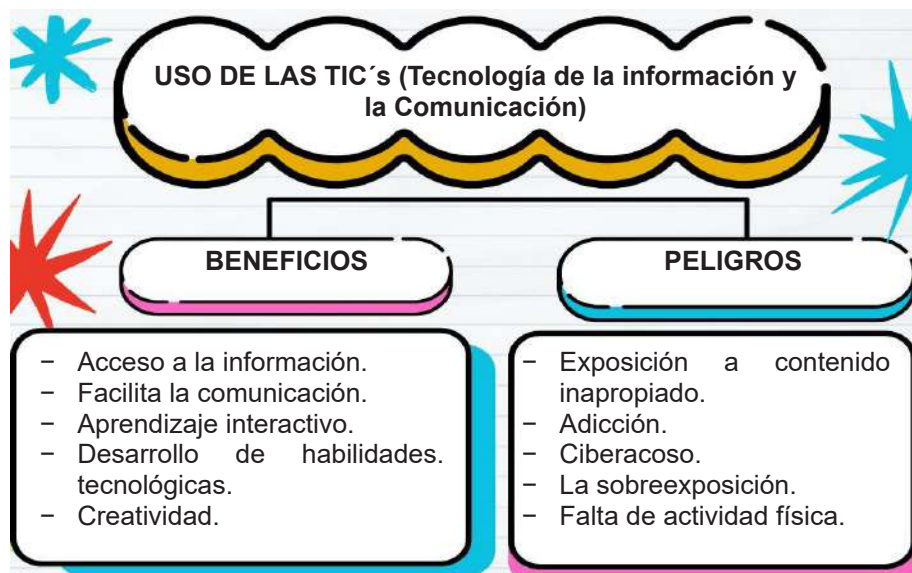 USO DE LAS TIC´s (Tecnología de la información y
la Comunicación)
BENEFICIOS
− Acceso a la información.
− Facilita la comunicación.
− Aprendizaje interactivo.
− Desarrollo de habilidades.
tecnológicas.
− Creatividad.
PELIGROS
− Exposición a contenido
inapropiado.
− Adicción.
− Ciberacoso.
− La sobreexposición.
− Falta de actividad física.